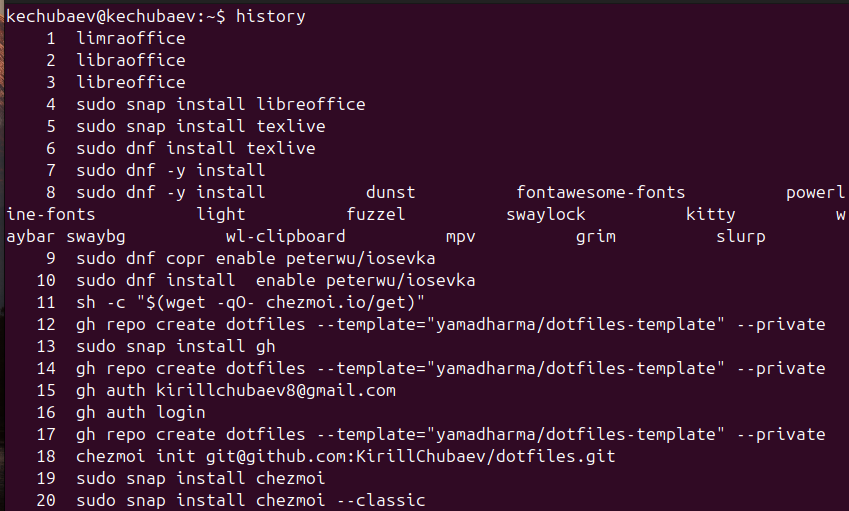 kechubaev@kechubaev:~$ history
    1  limraoffice
    2  libraoffice
    3  libreoffice
    4  sudo snap install libreoffice
    5  sudo snap install texlive
    6  sudo dnf install texlive
    7  sudo dnf -y install
    8  sudo dnf -y install          dunst          fontawesome-fonts          powerl
ine-fonts          light          fuzzel          swaylock          kitty          w
aybar swaybg          wl-clipboard          mpv          grim          slurp
    9  sudo dnf copr enable peterwu/iosevka
   10  sudo dnf install  enable peterwu/iosevka
   11  sh -c "$(wget -qO- chezmoi.io/get)"
   12  gh repo create dotfiles --template="yamadharma/dotfiles-template" --private
   13  sudo snap install gh
   14  gh repo create dotfiles --template="yamadharma/dotfiles-template" --private
   15  gh auth kirillchubaev8@gmail.com
   16  gh auth login
   17  gh repo create dotfiles --template="yamadharma/dotfiles-template" --private
   18  chezmoi init git@github.com:KirillChubaev/dotfiles.git
   19  sudo snap install chezmoi
   20  sudo snap install chezmoi --classic